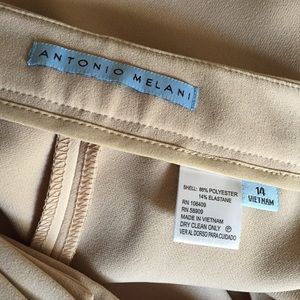 ANTONIO MELANI
14
VIETNAM
SHELL: 86% POLYESTER
14% ELASTANE
RN 106409
RN 58909
MADE IN VIETNAM
DRY CLEAN ONLY
VER AL DORSO PARA CUIDADO